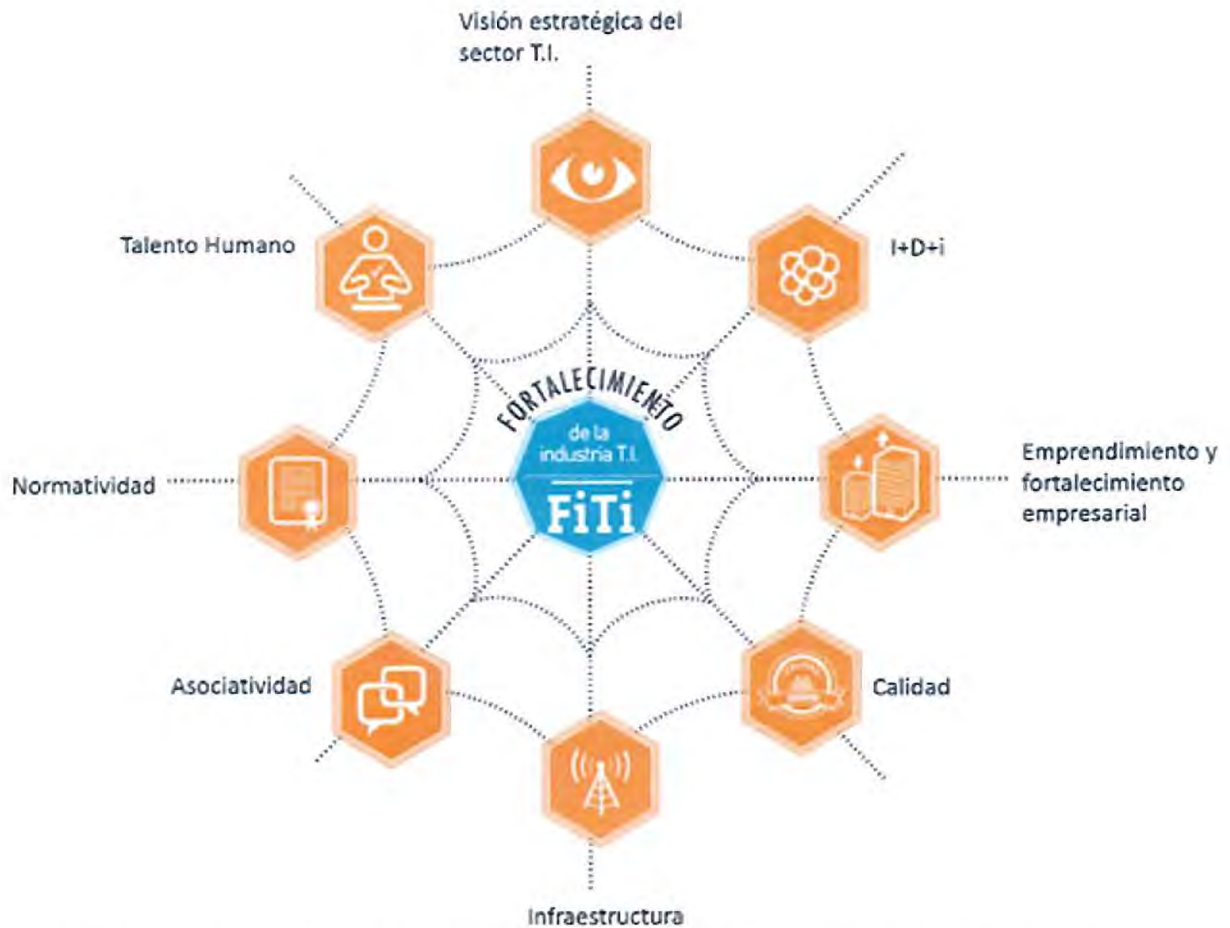 Visión estratégica del
sector T.I.
Talento Humano
I+D+i
FORTALECIMIENTO
de la
industria T.I.
FiTi
Normatividad
Emprendimiento y
fortalecimiento
empresarial
Asociatividad
Calidad
Infraestructura